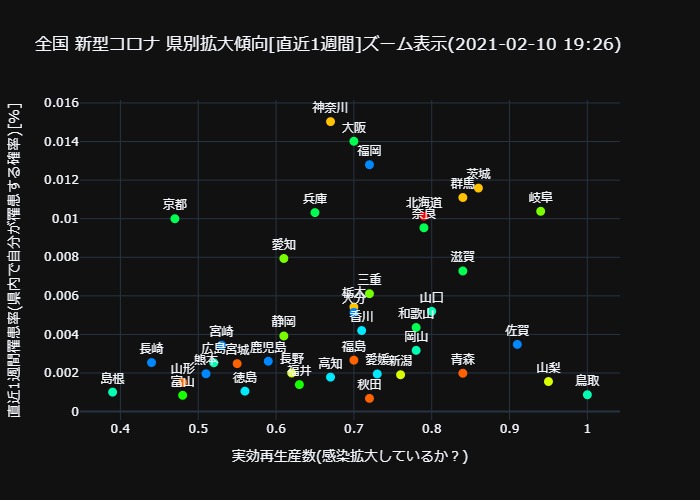 全国 新型コロナ 県別拡大傾向[直近1週間]ズーム表示(2021-02-10 19:26)
直近1週間罹患率(県内で自分が罹患する確率)[%]
0.016
0.014
0.012
0.01
0.008
0.006
0.004
0.002
0
神奈川
大阪
福岡
茨城
群馬
岐阜
京都
兵庫
北海道
奈良
愛知
滋賀
三重
栃木
大分
山口
香川
和歌山
静岡
宮崎
佐賀
岡山
長崎
広島
宮城
鹿児島
福島
熊本
長野
高知
愛媛
新潟
青森
山形
富山
福井
山梨
島根
徳島
秋田
鳥取
0.4
0.5
0.6
0.7
0.8
0.9
1
実効再生産数(感染拡大しているか？)